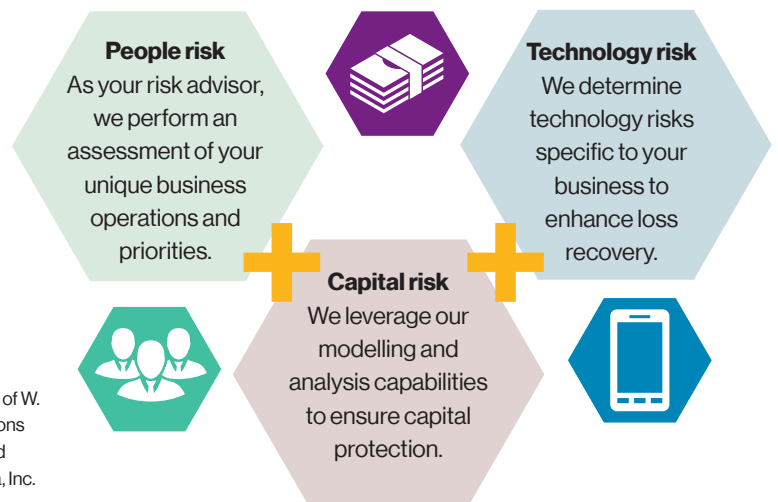 People risk
As your risk advisor,
we perform an
assessment of your
unique business
operations and
priorities.
Technology risk
We determine
technology risks
specific to your
business to
enhance loss
recovery.
Capital risk
We leverage our
modelling and
analysis capabilities
to ensure capital
protection.
of W.
, Inc.